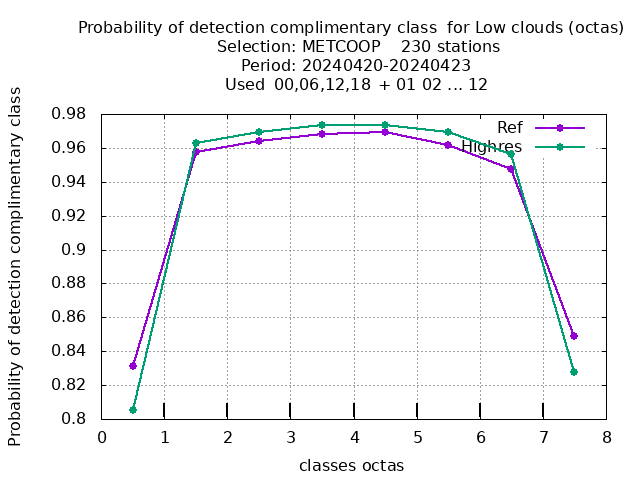 Probability of detection complimentary class  for Low clouds (octas)
Selection: METCOOP    230 stations
Period: 20240420-20240423
Used  00,06,12,18 + 01 02 ... 12
Probability of detection complimentary class
0.98
0.96
0.94
0.92
0.9
0.88
0.86
0.84
0.82
0.8
Ref
Highres
0 1 2 3 4 5 6 7 8
classes octas